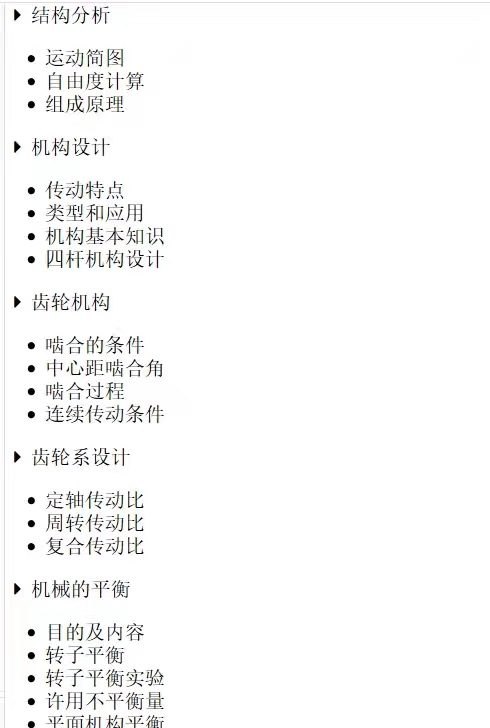 结构分析
运动简图
自由度计算
组成原理
机构设计
传动特点
类型和应用
机构基本知识
四杆机构设计
齿轮机构
啮合的条件
中心距啮合角
啮合过程
连续传动条件
齿轮系设计
定轴传动比
周转传动比
复合传动比
机械的平衡
目的及内容
转子平衡
转子平衡实验
许用不平衡量
平面机构平衡